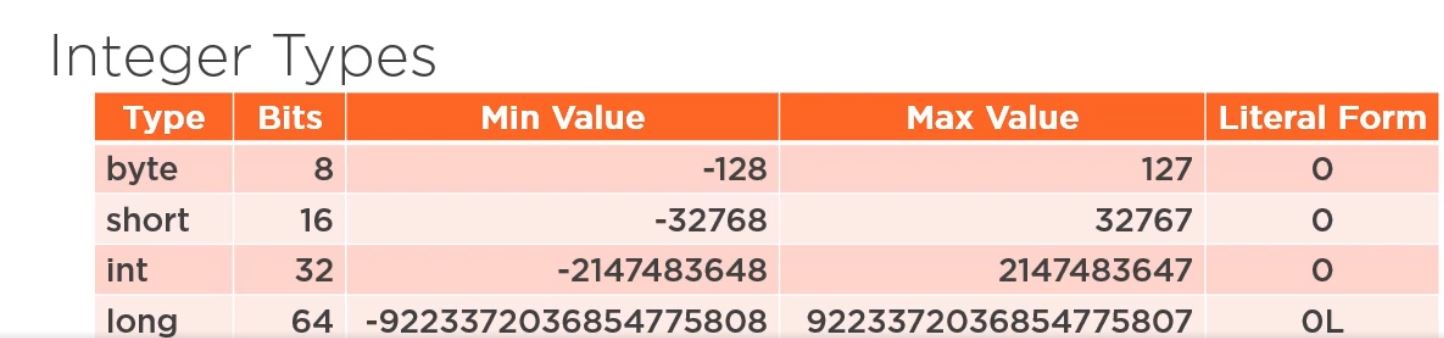 Integer Types
Type Bits Min Value Max Value Literal Form
byte 8 -128 127 0
short 16 -32768 32767 0
int 32 -2147483648 2147483647 0
long 64 -9223372036854775808 9223372036854775807 0L